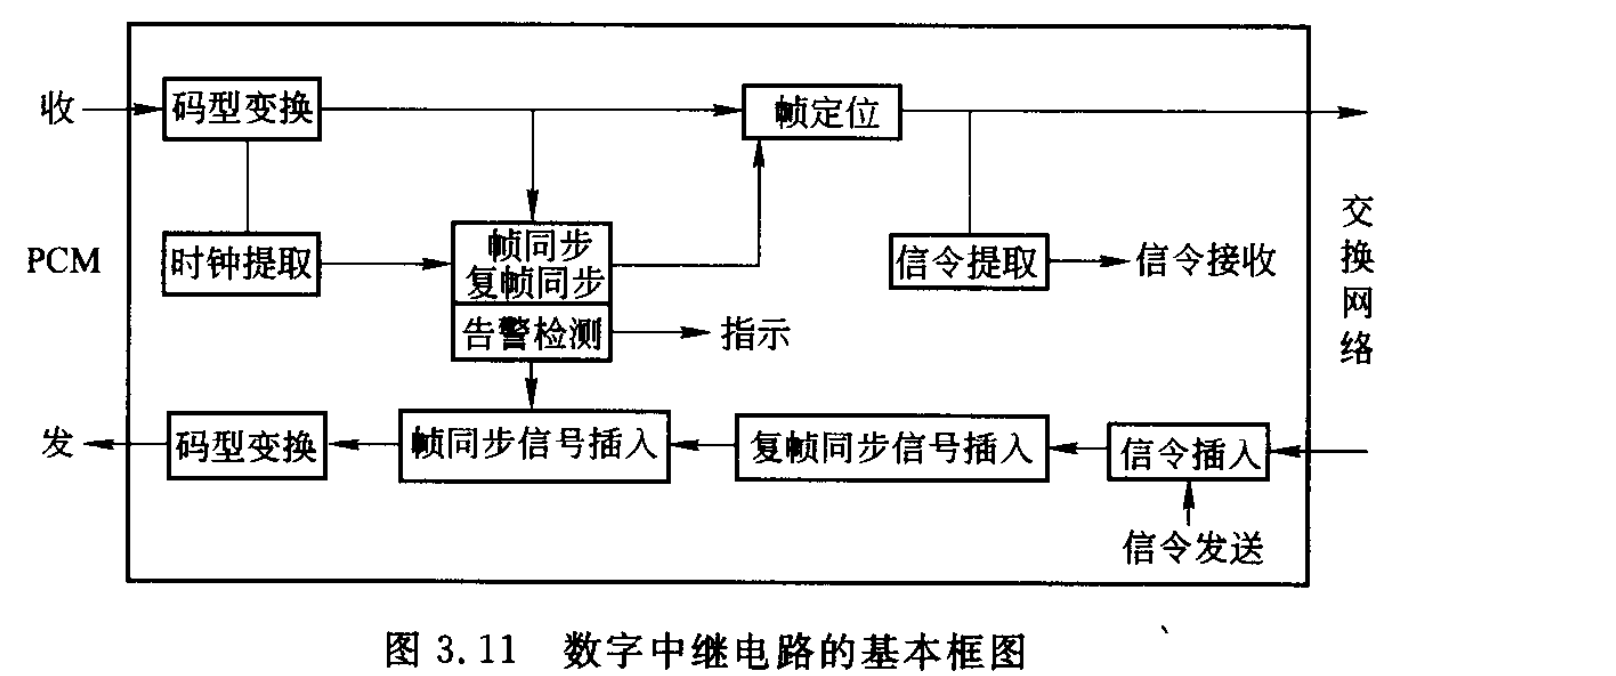 收
码型变换
帧定位
PCM
时钟提取
帧同步
复帧同步
告警检测
指示
信令提取
信令接收
交换网络
发
码型变换
帧同步信号插入
复帧同步信号插入
信令插入
信令发送
图 3.11 数字中继电路的基本框图